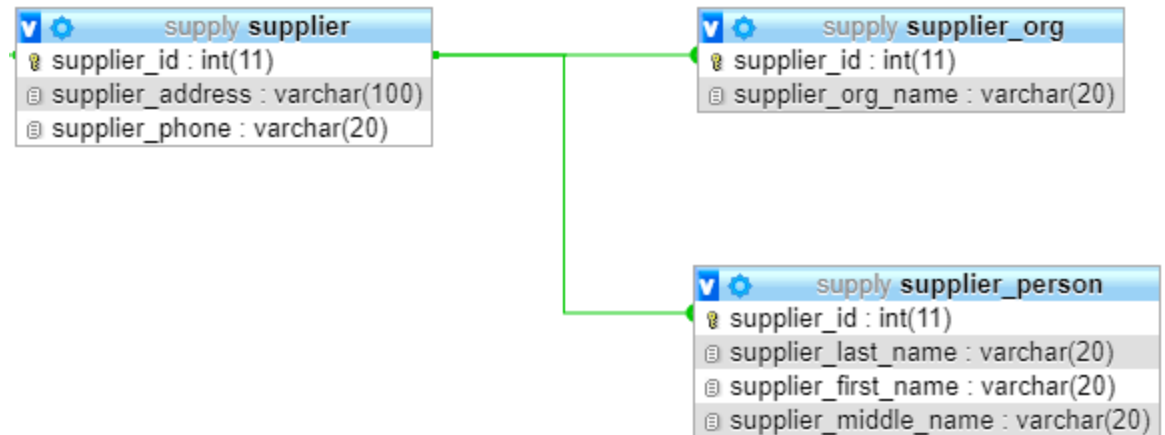 v supply supplier
supplier_id : int(11)
supplier_address : varchar(100)
supplier_phone : varchar(20)
v supply supplier_org
supplier_id : int(11)
supplier_org_name : varchar(20)
v supply supplier_person
supplier_id : int(11)
supplier_last_name : varchar(20)
supplier_first_name : varchar(20)
supplier_middle_name : varchar(20)